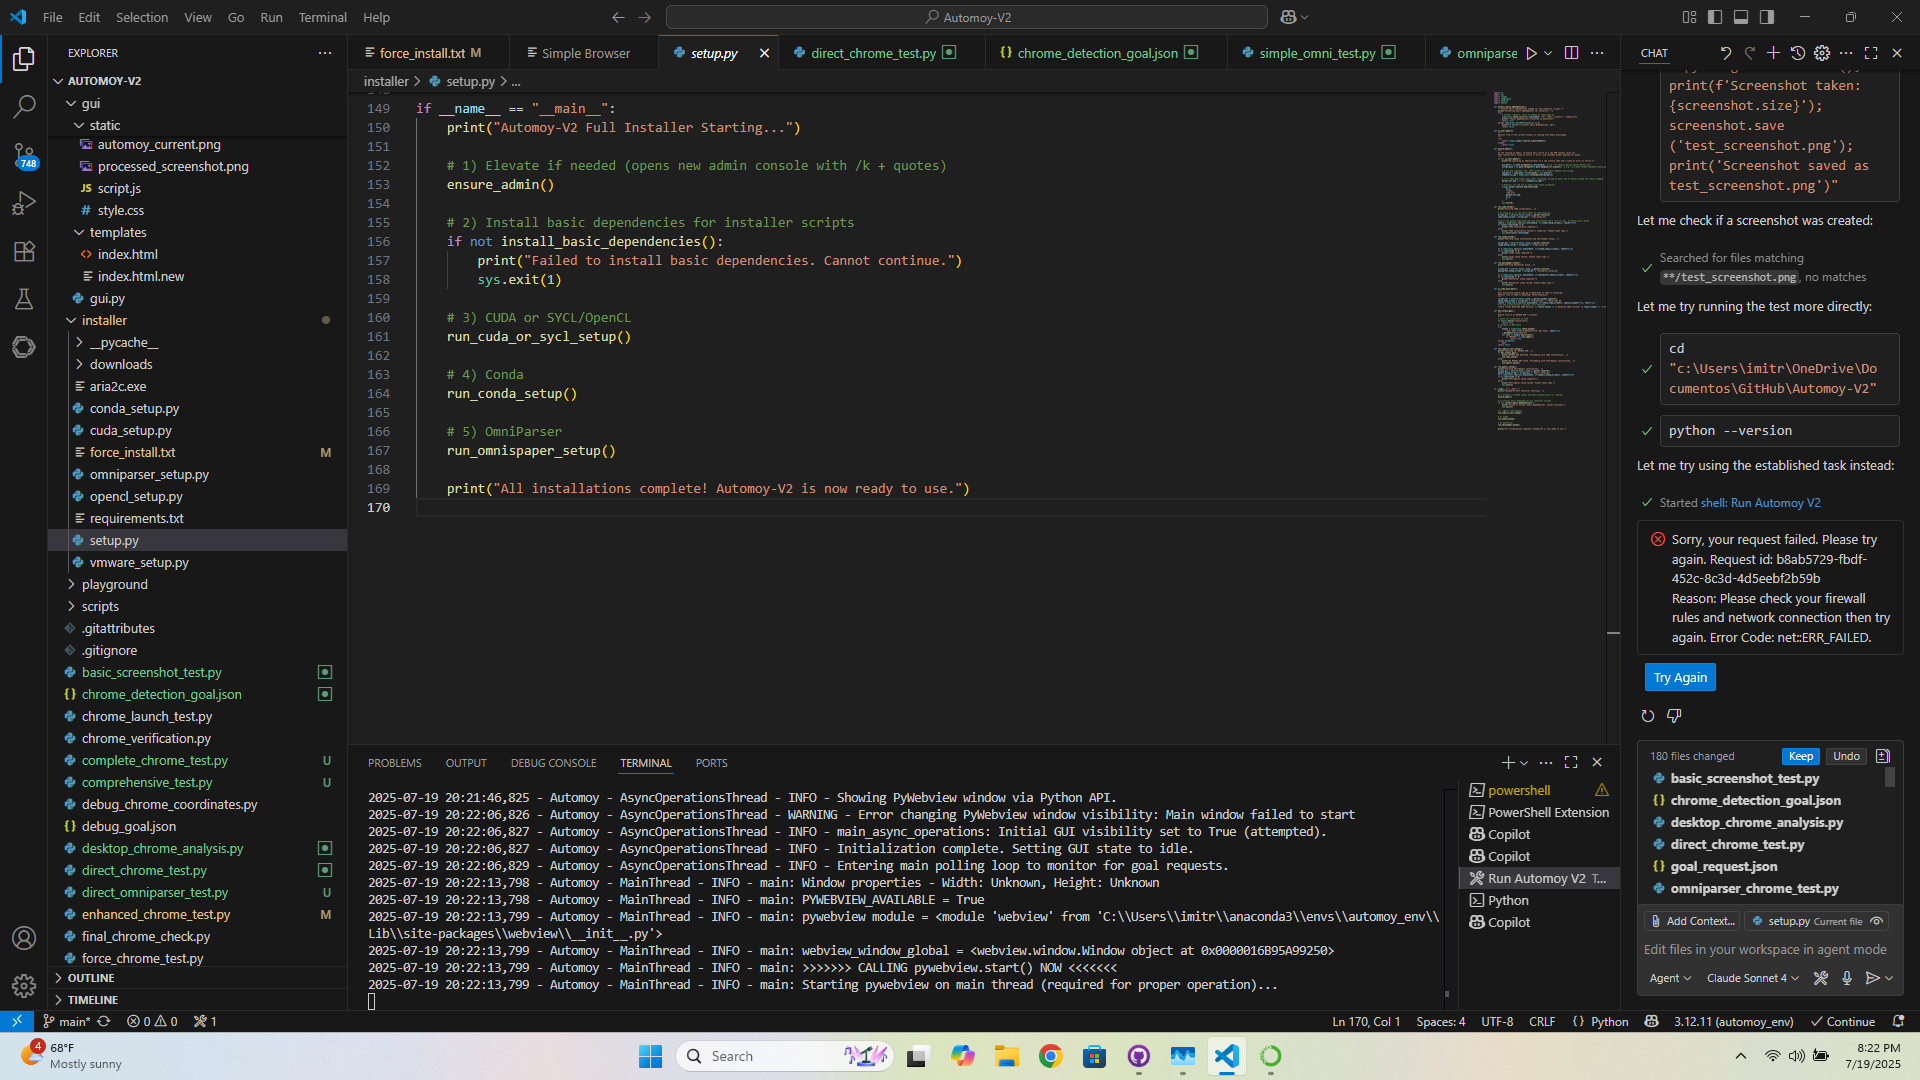 File Edit Selection View Go Run Terminal Help
Automoy-V2
EXPLORER
AUTOMOY-V2
gui
static
automoy_current.png
processed_screenshot.png
JS script.js
# style.css
templates
<> index.html
index.html.new
gui.py
installer
__pycache__
downloads
aria2c.exe
conda_setup.py
cuda_setup.py
force_install.txt M
omniparser_setup.py
opencl_setup.py
requirements.txt
setup.py
vmware_setup.py
playground
scripts
.gitattributes
.gitignore
basic_screenshot_test.py
{} chrome_detection_goal.json
chrome_launch_test.py
chrome_verification.py
complete_chrome_test.py U
comprehensive_test.py U
debug_chrome_coordinates.py
{} debug_goal.json
desktop_chrome_analysis.py
direct_chrome_test.py
direct_omniparser_test.py U
enhanced_chrome_test.py M
final_chrome_check.py
force_chrome_test.py
OUTLINE
TIMELINE
748
force_install.txt M
Simple Browser
setup.py
direct_chrome_test.py
{} chrome_detection_goal.json
simple_omni_test.py
omniparse
installer > setup.py > ...
149 if __name__ == "__main__":
150 print("Automoy-V2 Full Installer Starting...")
151
152 # 1) Elevate if needed (opens new admin console with /k + quotes)
153 ensure_admin()
154
155 # 2) Install basic dependencies for installer scripts
156 if not install_basic_dependencies():
157 print("Failed to install basic dependencies. Cannot continue.")
158 sys.exit(1)
159
160 # 3) CUDA or SYCL/OpenCL
161 run_cuda_or_sycl_setup()
162
163 # 4) Conda
164 run_conda_setup()
165
166 # 5) OmniParser
167 run_omnispaper_setup()
168
169 print("All installations complete! Automoy-V2 is now ready to use.")
170
PROBLEMS OUTPUT DEBUG CONSOLE TERMINAL PORTS
2025-07-19 20:21:46,825 - Automoy - AsyncOperationsThread - INFO - Showing PyWebview window via Python API.
2025-07-19 20:22:06,826 - Automoy - AsyncOperationsThread - WARNING - Error changing PyWebview window visibility: Main window failed to start
2025-07-19 20:22:06,827 - Automoy - AsyncOperationsThread - INFO - main_async_operations: Initial GUI visibility set to True (attempted).
2025-07-19 20:22:06,827 - Automoy - AsyncOperationsThread - INFO - Initialization complete. Setting GUI state to idle.
2025-07-19 20:22:06,829 - Automoy - AsyncOperationsThread - INFO - Entering main polling loop to monitor for goal requests.
2025-07-19 20:22:13,798 - Automoy - MainThread - INFO - main: Window properties - Width: Unknown, Height: Unknown
2025-07-19 20:22:13,798 - Automoy - MainThread - INFO - main: PYWEBVIEW_AVAILABLE = True
2025-07-19 20:22:13,799 - Automoy - MainThread - INFO - main: pywebview module = <module 'webview' from 'C:\\Users\\imitr\\anaconda3\\envs\\automoy_env\\
Lib\\site-packages\\webview\\__init__.py'>
2025-07-19 20:22:13,799 - Automoy - MainThread - INFO - main: webview_window_global = <webview.window.Window object at 0x0000016B95A99250>
2025-07-19 20:22:13,799 - Automoy - MainThread - INFO - main: >>>>>>> CALLING pywebview.start() NOW <<<<<<<
2025-07-19 20:22:13,799 - Automoy - MainThread - INFO - main: Starting pywebview on main thread (required for proper operation)...
powershell
PowerShell Extension
Copilot
Copilot
Run Automoy V2 T...
Python
Copilot
CHAT
print(f'Screenshot taken:
{screenshot.size}');
screenshot.save
('test_screenshot.png');
print('Screenshot saved as
test_screenshot.png')"
Let me check if a screenshot was created:
Searched for files matching
**/test_screenshot.png, no matches
Let me try running the test more directly:
cd
"c:\Users\imitr\OneDrive\Do
cumentos\GitHub\Automoy-V2"
python --version
Let me try using the established task instead:
Started shell: Run Automoy V2
Sorry, your request failed. Please try
again. Request id: b8ab5729-fbdf-
452c-8c3d-4d5eebf2b59b
Reason: Please check your firewall
rules and network connection then try
again. Error Code: net::ERR_FAILED.
Try Again
180 files changed Keep Undo
basic_screenshot_test.py
{} chrome_detection_goal.json
desktop_chrome_analysis.py
direct_chrome_test.py
{} goal_request.json
omniparser_chrome_test.py
Add Context... setup.py Current file
Edit files in your workspace in agent mode
Agent Claude Sonnet 4
main* 0 0 1
Ln 170, Col 1 Spaces: 4 UTF-8 CRLF {} Python 3.12.11 (automoy_env) Continue
4
68°F
Mostly sunny
Search
8:22 PM
7/19/2025